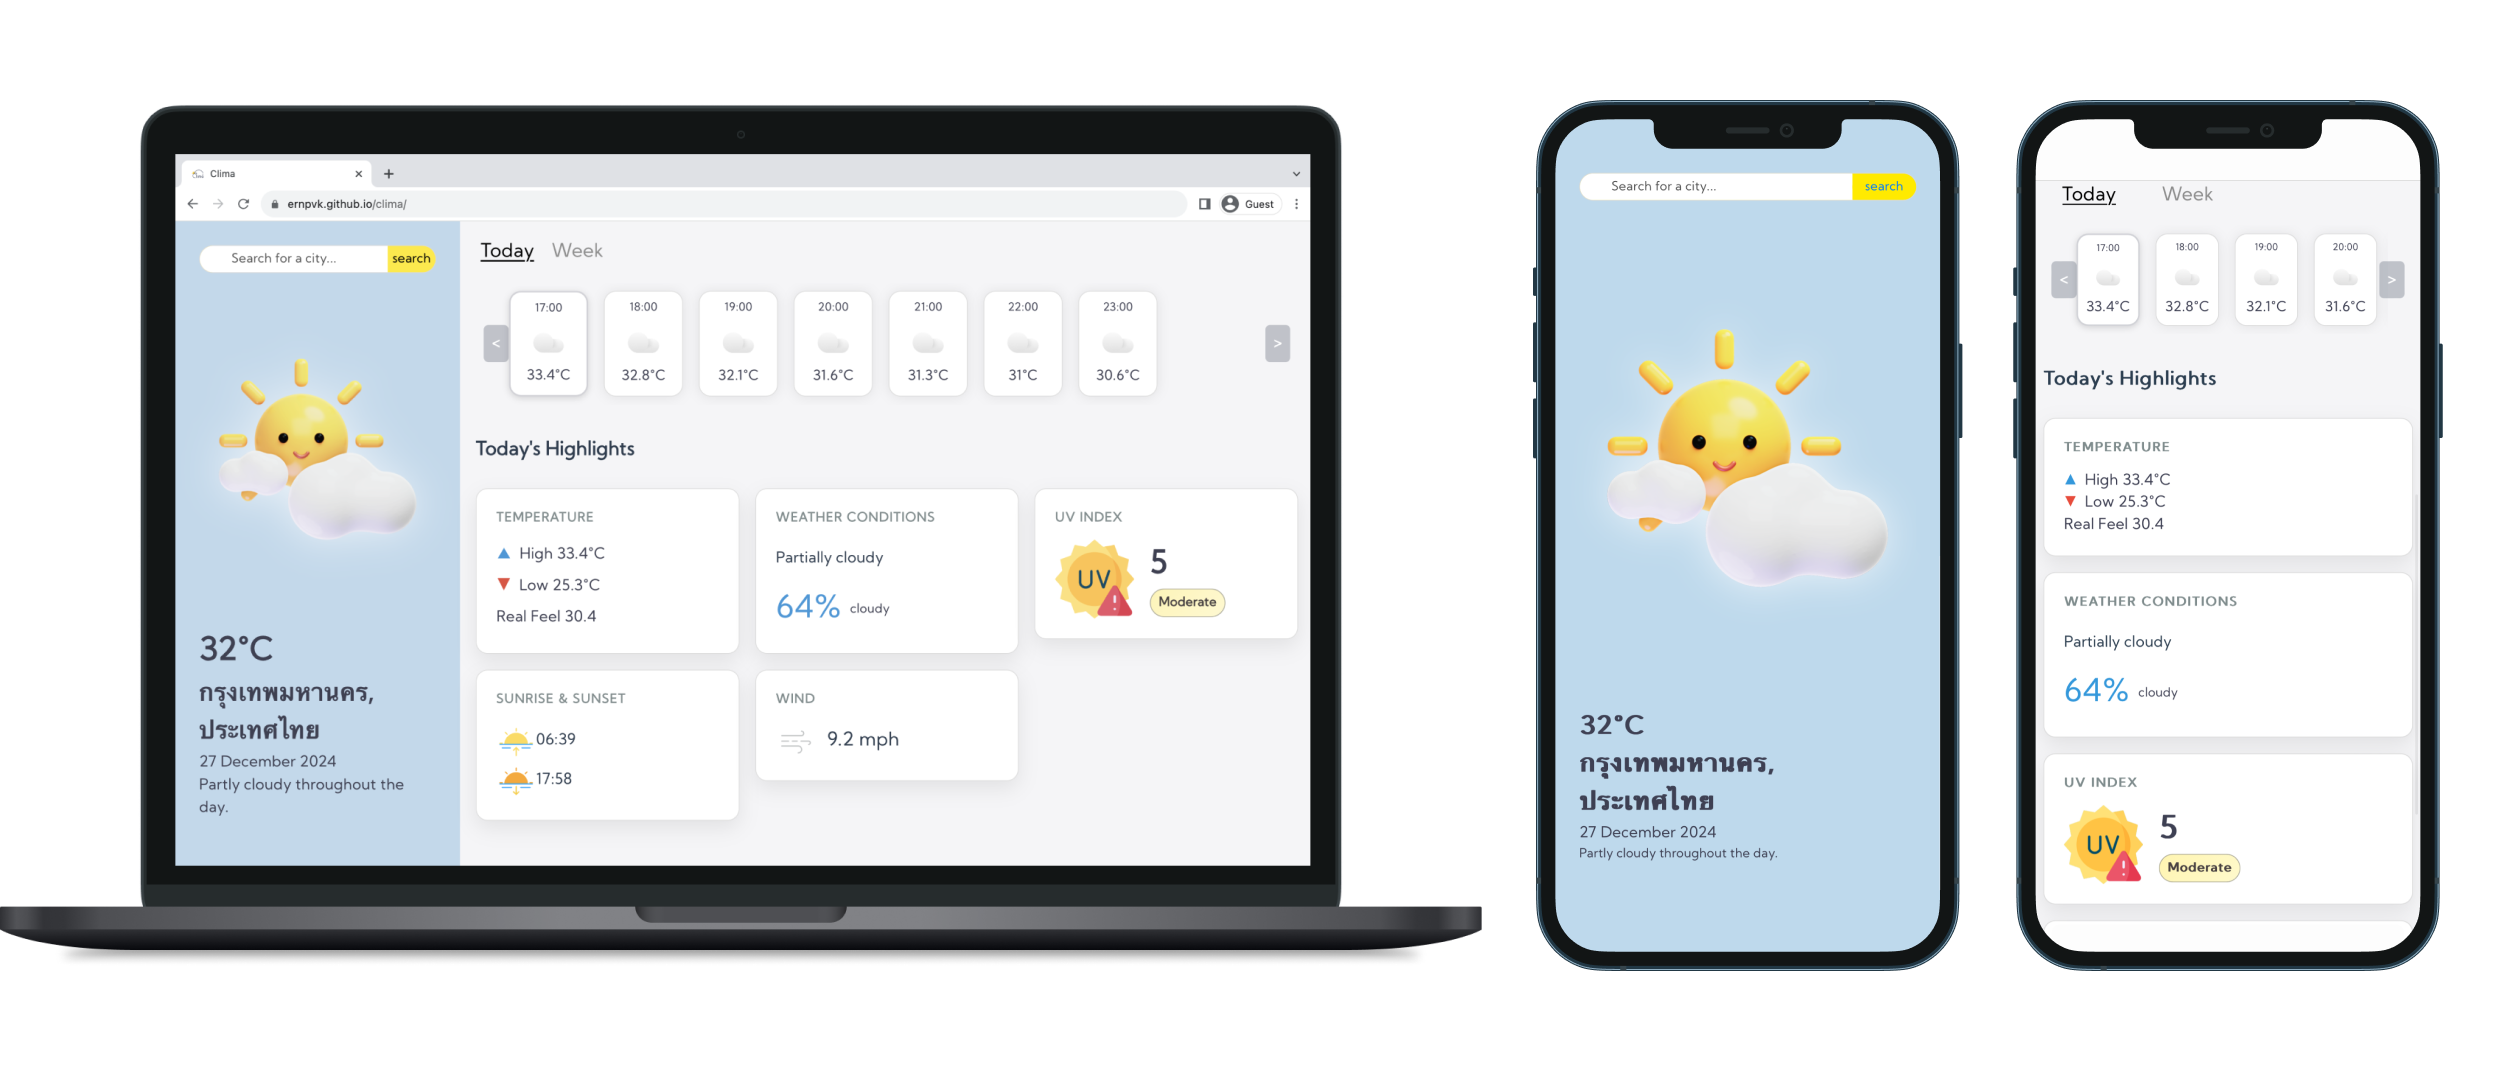 Clima
ernpvk.github.io/clima/
Guest
Search for a city...
search
32°C
กรุงเทพมหานคร,
ประเทศไทย
27 December 2024
Partly cloudy throughout the
day.
Today
Week
<
17:00
33.4°C
18:00
32.8°C
19:00
32.1°C
20:00
31.6°C
21:00
31.3°C
22:00
31°C
23:00
30.6°C
>
Today's Highlights
TEMPERATURE
High 33.4°C
Low 25.3°C
Real Feel 30.4
WEATHER CONDITIONS
Partially cloudy
64% cloudy
UV INDEX
UV
5
Moderate
SUNRISE & SUNSET
06:39
17:58
WIND
9.2 mph
Search for a city...
search
32°C
กรุงเทพมหานคร,
ประเทศไทย
27 December 2024
Partly cloudy throughout the day.
Today
Week
<
17:00
33.4°C
18:00
32.8°C
19:00
32.1°C
20:00
31.6°C
>
Today's Highlights
TEMPERATURE
High 33.4°C
Low 25.3°C
Real Feel 30.4
WEATHER CONDITIONS
Partially cloudy
64% cloudy
UV INDEX
UV
5
Moderate